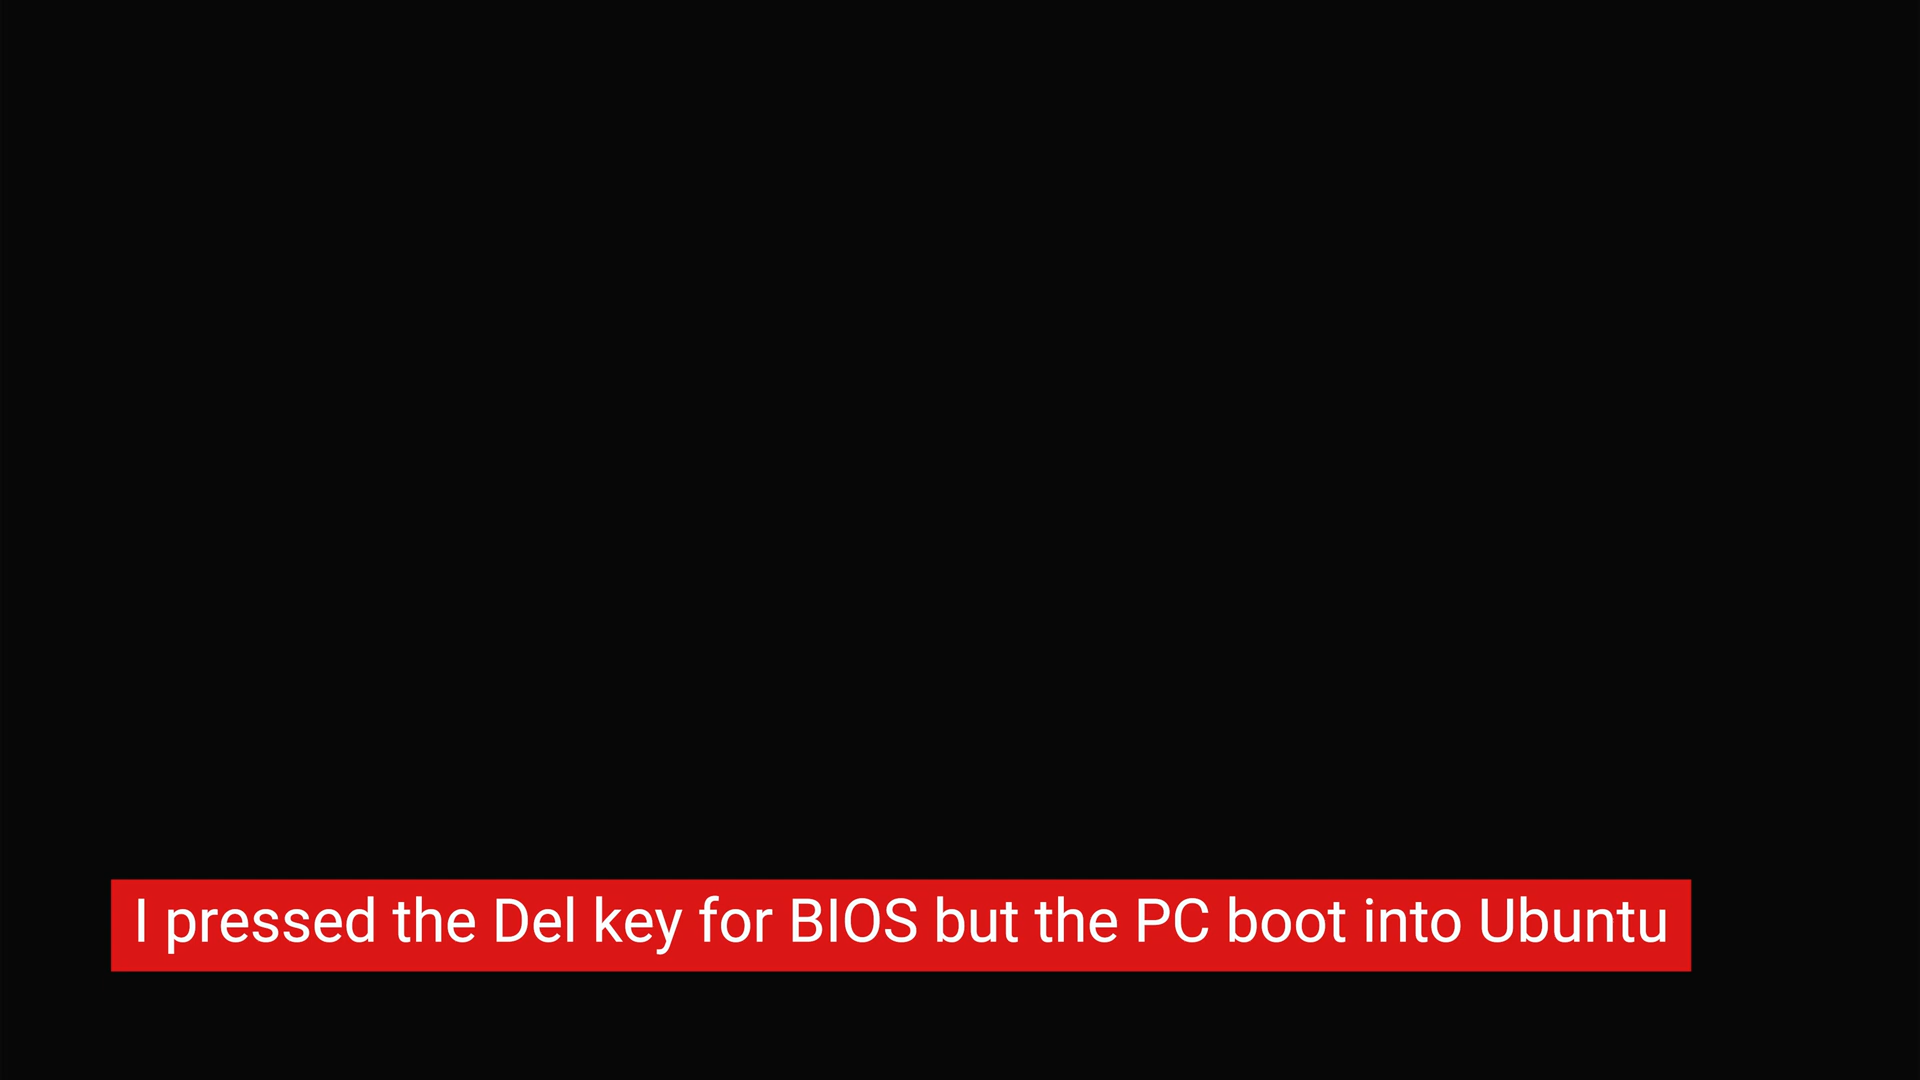 I pressed the Del key for BIOS but the PC boot into Ubuntu